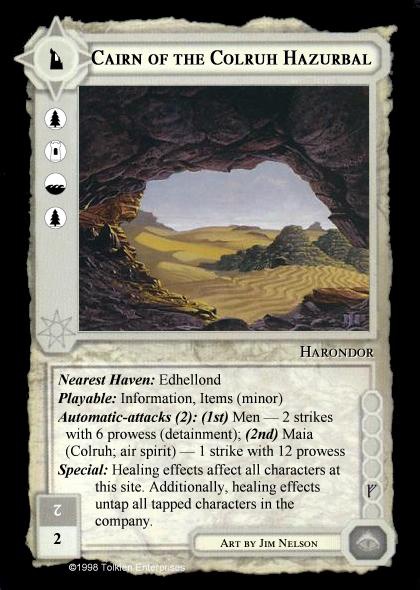 CAIRN OF THE COLRUH HAZURBAL
HARONDOR
Nearest Haven: Edhellond
Playable: Information, Items (minor)
Automatic-attacks (2): (1st) Men — 2 strikes
with 6 prowess (detainment); (2nd) Maia
(Colruh; air spirit) — 1 strike with 12 prowess
Special: Healing effects affect all characters at
this site. Additionally, healing effects
untap all tapped characters in the
company.
2
2
ART BY JIM NELSON
©1998 Tolkien Enterprises